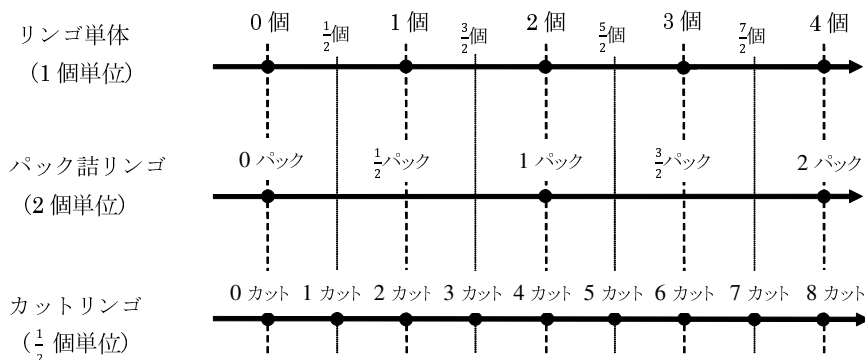 リンゴ単体
(1 個単位)
0 個 1/2個 1 個 3/2個 2 個 5/2個 3 個 7/2個 4 個
パック詰リンゴ
(2 個単位)
0 パック 1/2パック 1 パック 3/2パック 2 パック
カットリンゴ
(1/2 個単位)
0 カット 1 カット 2 カット 3 カット 4 カット 5 カット 6 カット 7 カット 8 カット